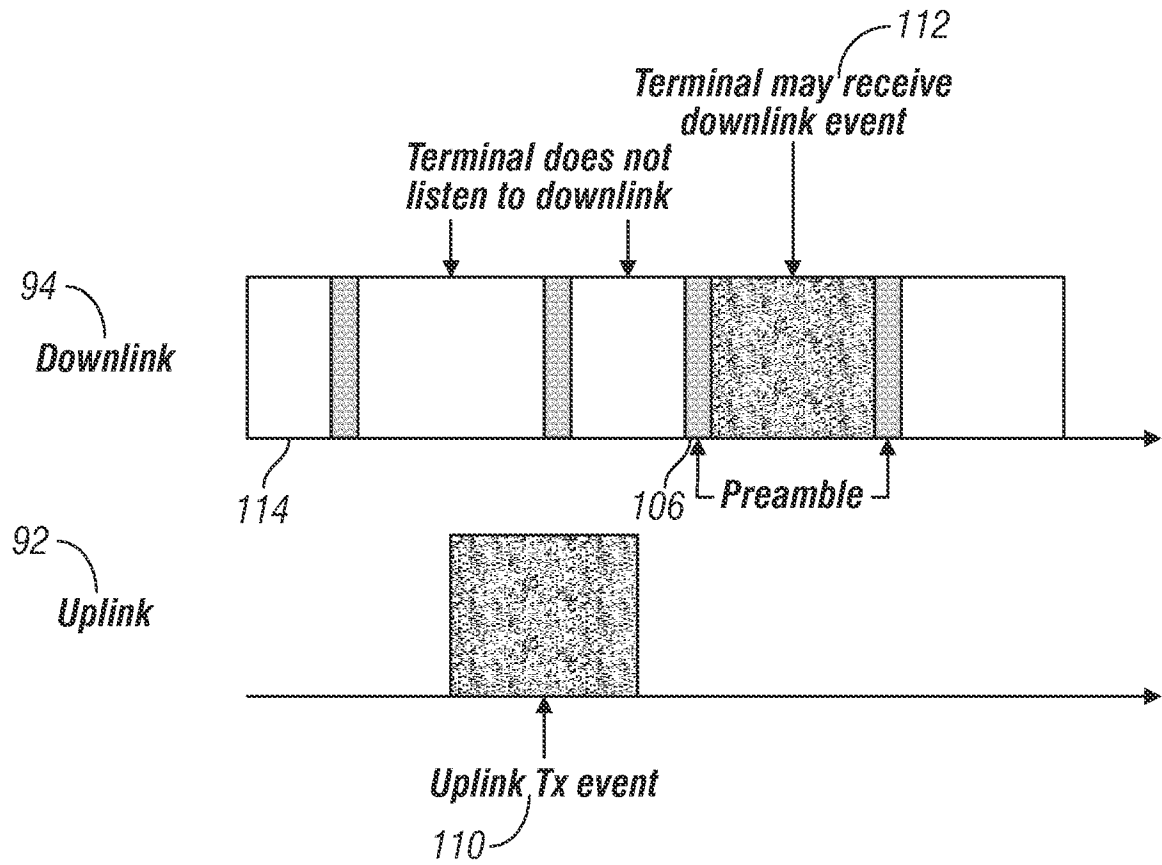 112
Terminal may receive
downlink event
Terminal does not
listen to downlink
94
Downlink
114
106
Preamble
92
Uplink
Uplink Tx event
110